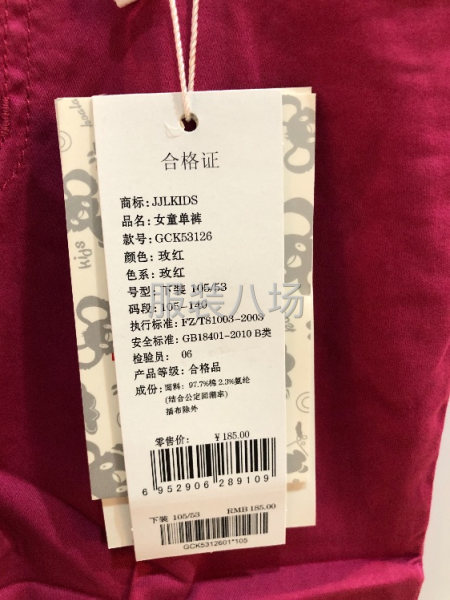 合格证
商标: JJLKIDS
品名: 女童单裤
款号: GCK53126
颜色: 玫红
色系: 玫红
号型: 下装 105/53
码段: 105-140
执行标准: FZ/T81003-2003
安全标准: GB18401-2010 B类
检验员: 06
产品等级: 合格品
成份: 面料: 97.7%棉 2.3%氨纶
(结合公定回潮率)
描布除外
零售价: ¥185.00
6 952906 289109
下装 105/53 RMB 185.00
GCK5312601*105
服装八场
kids